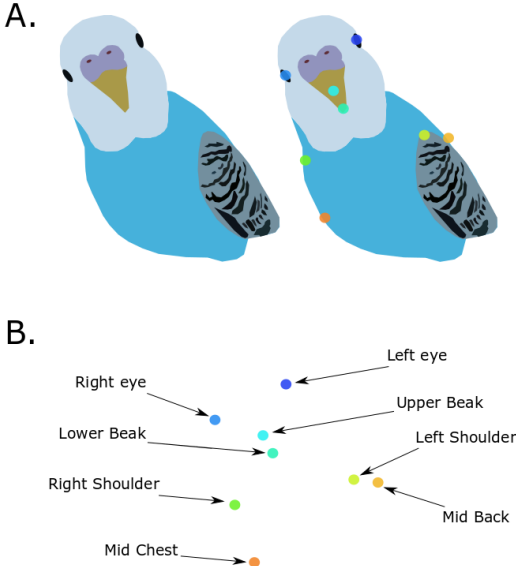 A.
B.
Left eye
Right eye
Upper Beak
Lower Beak
Left Shoulder
Right Shoulder
Mid Back
Mid Chest